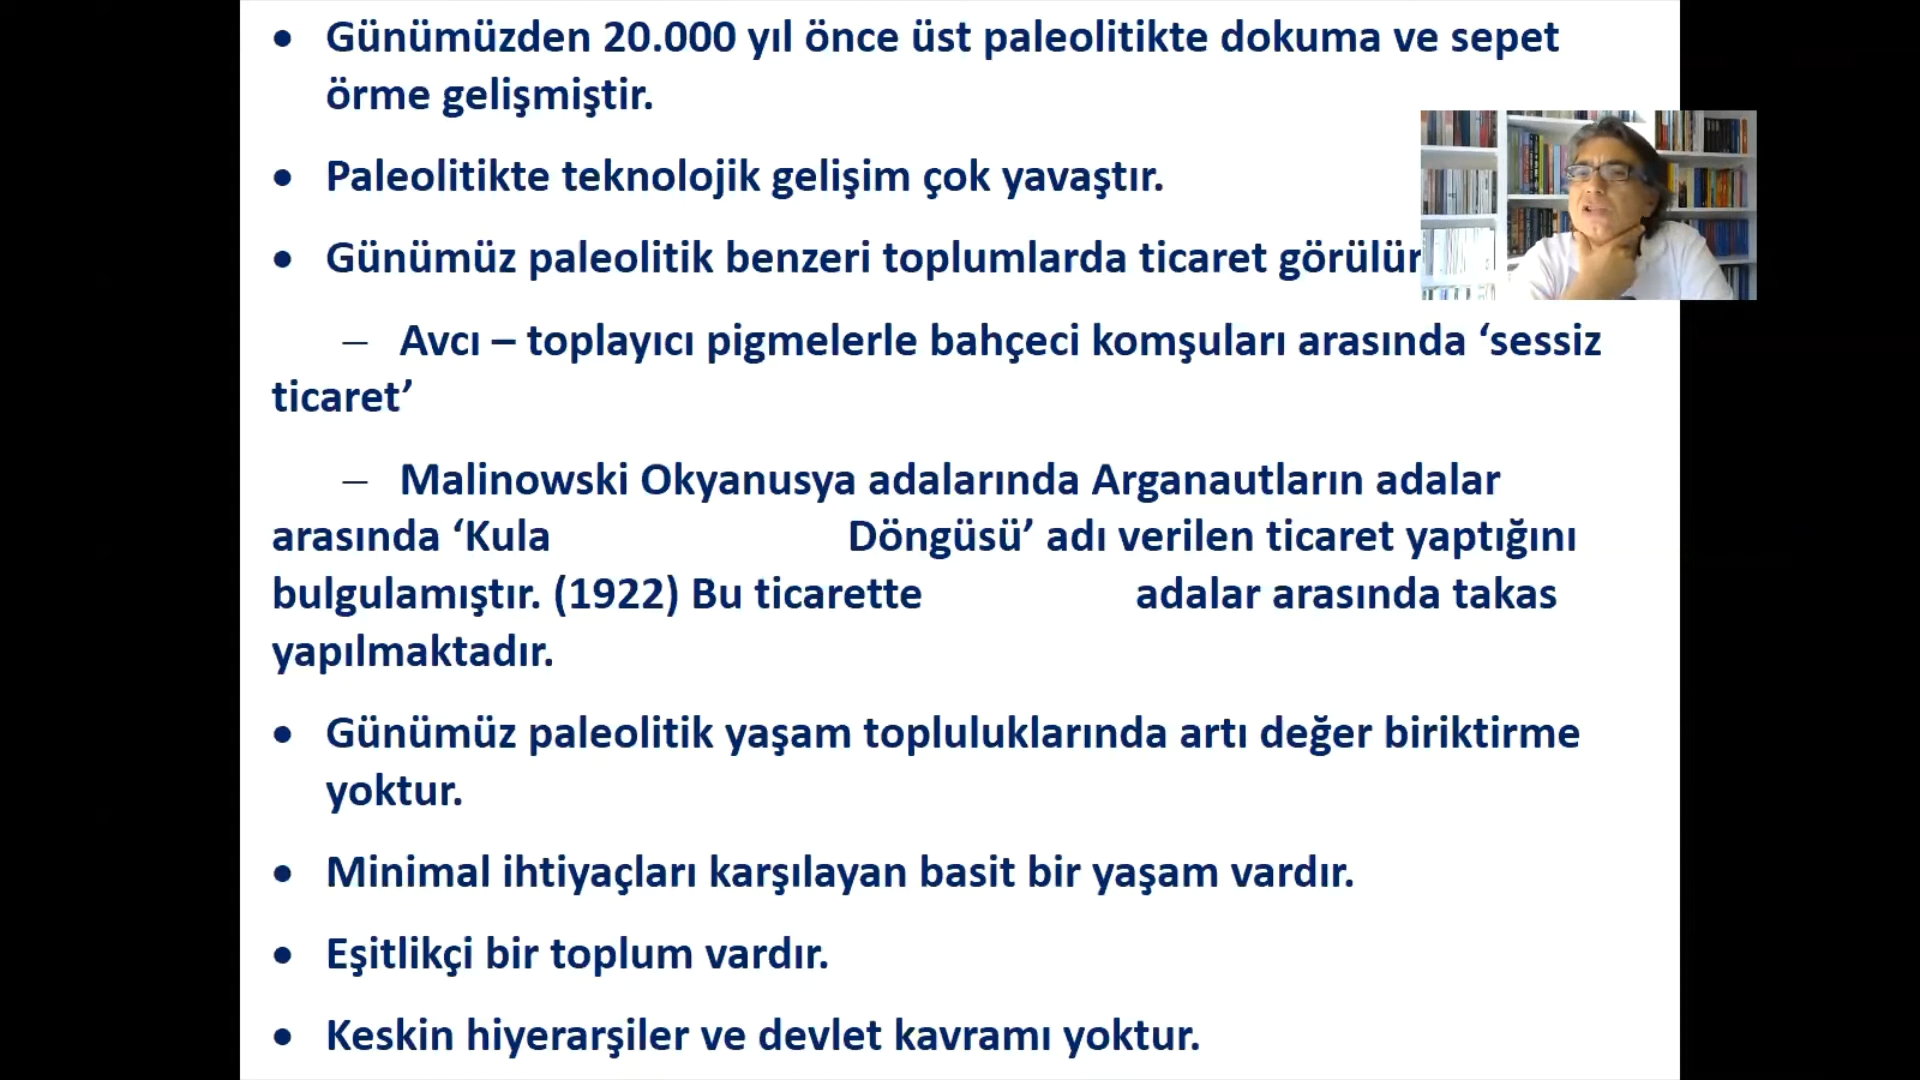 • Günümüzden 20.000 yıl önce üst paleolitikte dokuma ve sepet
örme gelişmiştir.
• Paleolitikte teknolojik gelişim çok yavaştır.
• Günümüz paleolitik benzeri toplumlarda ticaret görülür
– Avcı – toplayıcı pigmelerle bahçeci komşuları arasında ‘sessiz
ticaret’
– Malinowski Okyanusya adalarında Arganautların adalar
arasında ‘Kula Döngüsü’ adı verilen ticaret yaptığını
bulgulamıştır. (1922) Bu ticarette adalar arasında takas
yapılmaktadır.
• Günümüz paleolitik yaşam topluluklarında artı değer biriktirme
yoktur.
• Minimal ihtiyaçları karşılayan basit bir yaşam vardır.
• Eşitlikçi bir toplum vardır.
• Keskin hiyerarşiler ve devlet kavramı yoktur.